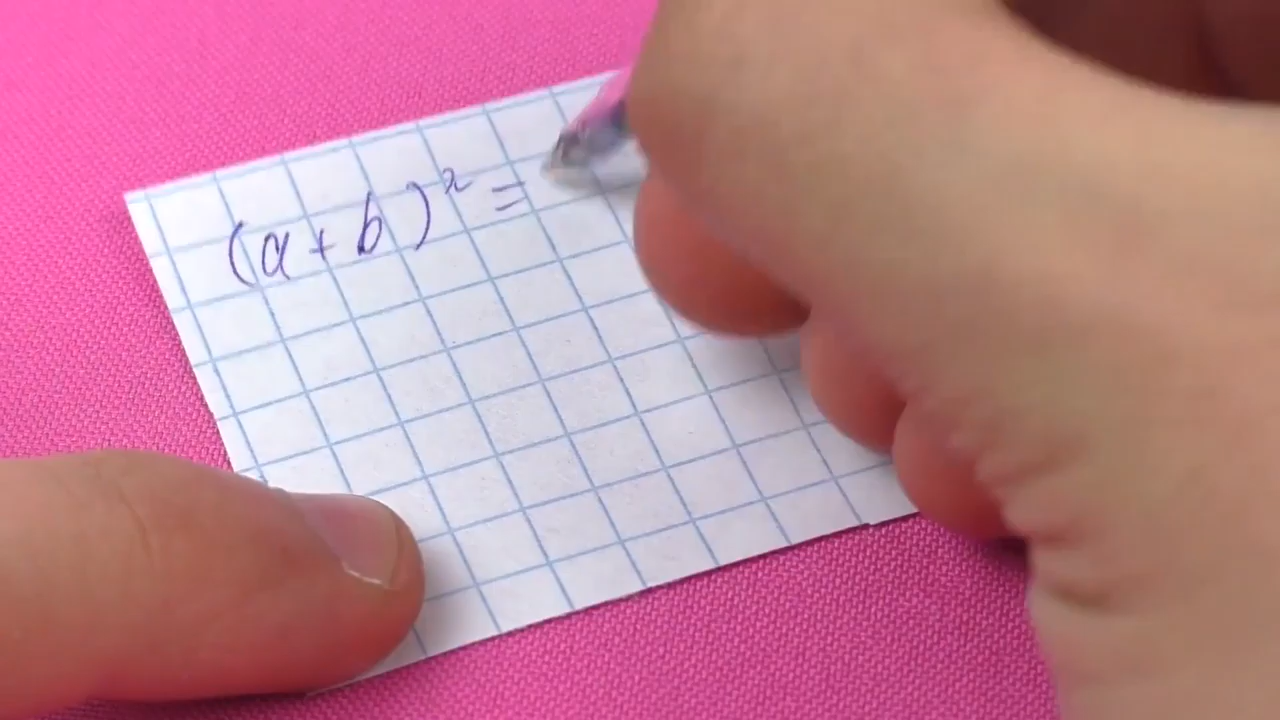 (a+b)² =